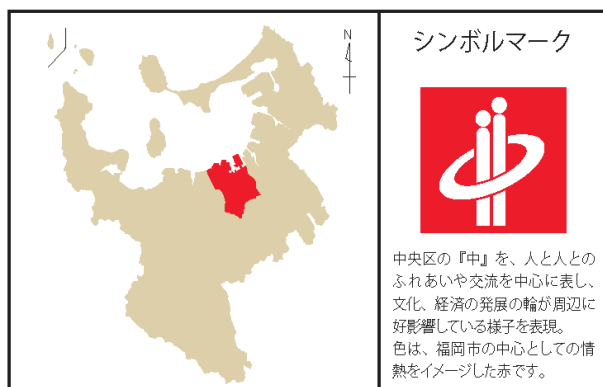 N
シンボルマーク
中央区の『中』を、人と人との
ふれあいや交流を中心に表し、
文化、経済の発展の輪が周辺に
好影響している様子を表現。
色は、福岡市の中心としての情
熱をイメージした赤です。